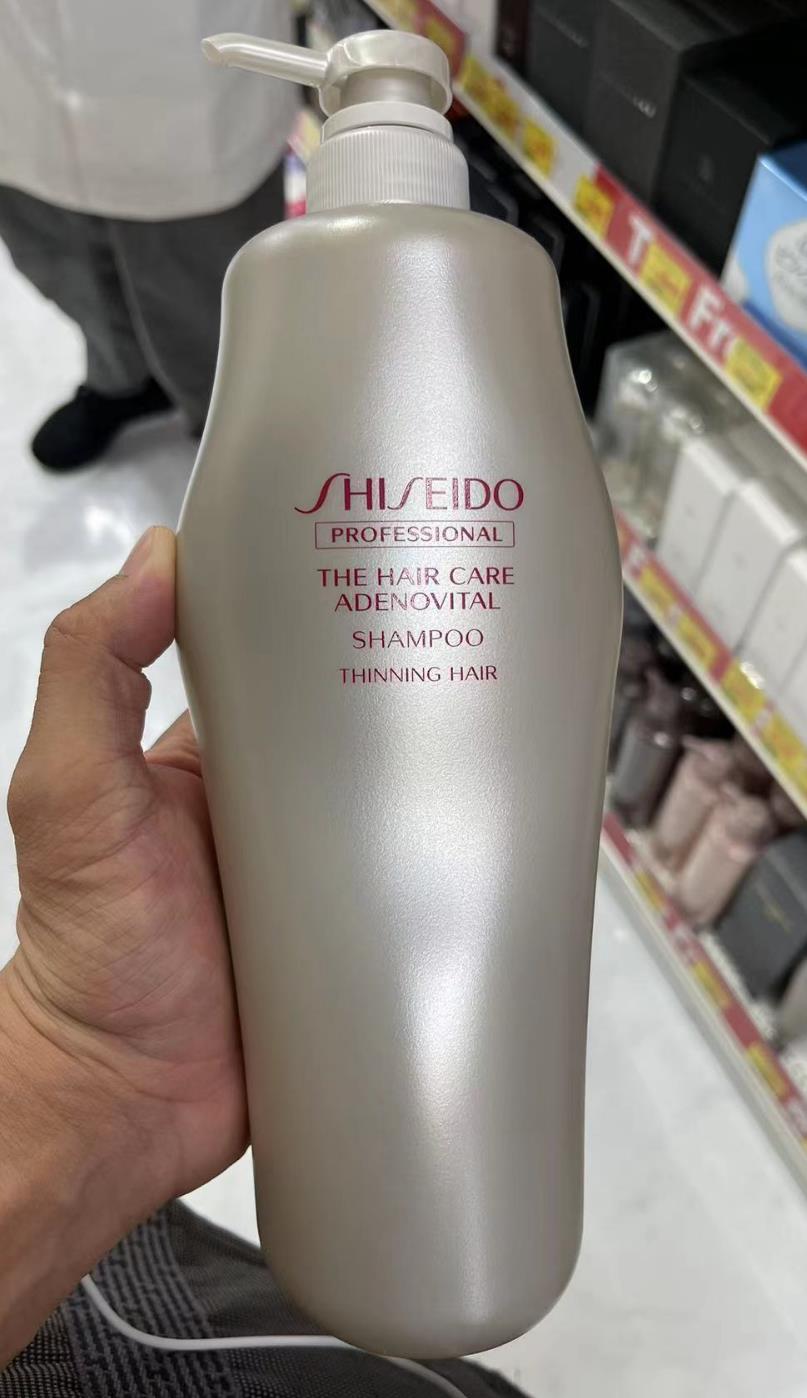 SHISEIDO
PROFESSIONAL
THE HAIR CARE
ADENOVITAL
SHAMPOO
THINNING HAIR